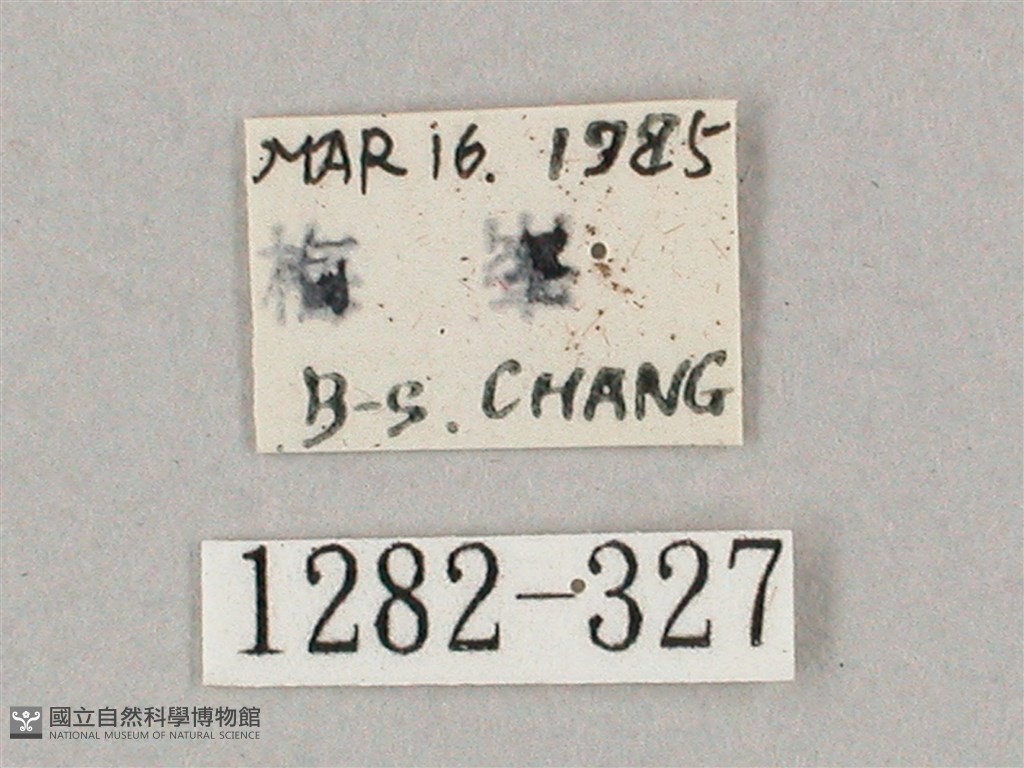 MAR 16. 1985
梅 峯
B-S. CHANG
1282-327
國立自然科學博物館
NATIONAL MUSEUM OF NATURAL SCIENCE